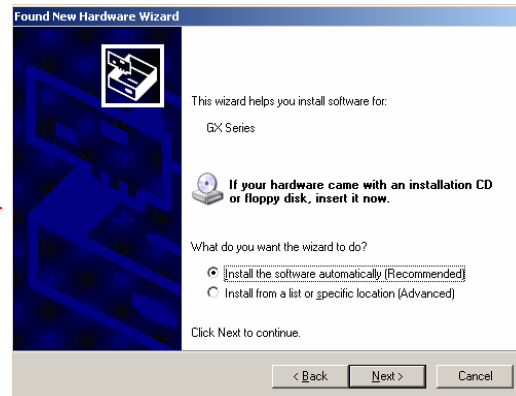 Found New Hardware Wizard
This wizard helps you install software for:
GX Series
If your hardware came with an installation CD
or floppy disk, insert it now.
What do you want the wizard to do?
Install the software automatically (Recommended)
Install from a list or specific location (Advanced)
Click Next to continue.
< Back
Next >
Cancel